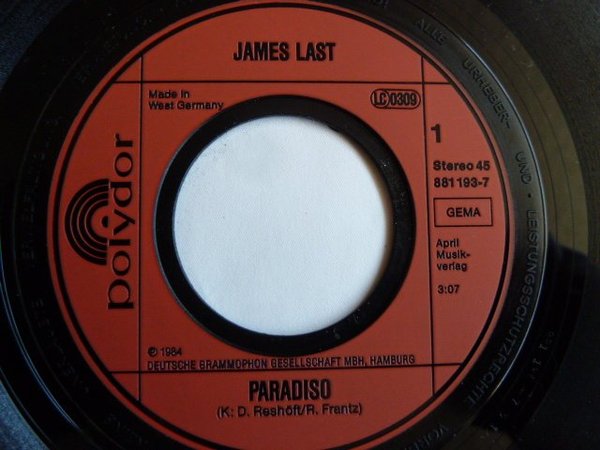 JAMES LAST
Made in
West Germany
LC 0309
1
Stereo 45
881 193-7
GEMA
April
Musik-
verlag
3:07
polydor
℗ 1984
DEUTSCHE GRAMMOPHON GESELLSCHAFT MBH, HAMBURG
PARADISO
(K: D. Reshöft/R. Frantz)
ALLE URHEBER- UND LEISTUNGSSCHUTZRECHTE